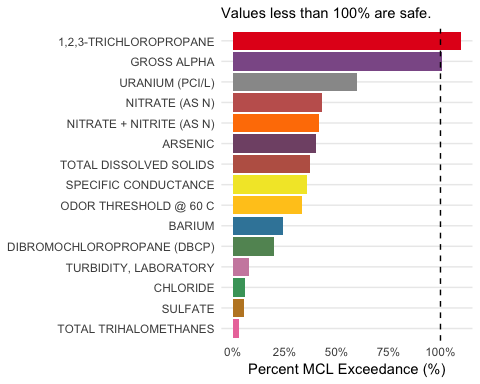 Values less than 100% are safe.
1,2,3-TRICHLOROPROPANE
GROSS ALPHA
URANIUM (PCI/L)
NITRATE (AS N)
NITRATE + NITRITE (AS N)
ARSENIC
TOTAL DISSOLVED SOLIDS
SPECIFIC CONDUCTANCE
ODOR THRESHOLD @ 60 C
BARIUM
DIBROMOCHLOROPROPANE (DBCP)
TURBIDITY, LABORATORY
CHLORIDE
SULFATE
TOTAL TRIHALOMETHANES
0% 25% 50% 75% 100%
Percent MCL Exceedance (%)